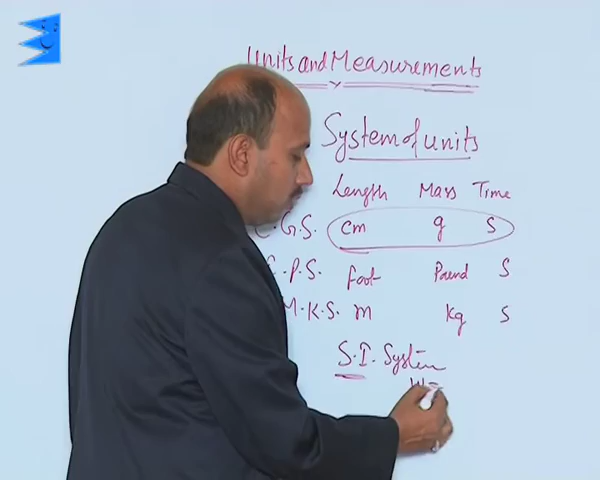 Units and Measurements
System of units
Length Mass Time
C.G.S. cm g S
.P.S. foot Pound S
M.K.S. m Kg S
S.I. System